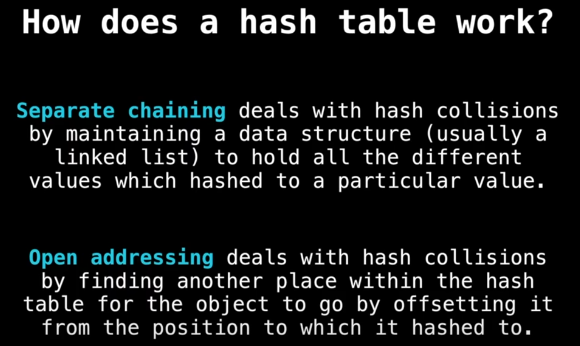 How does a hash table work?
Separate chaining deals with hash collisions
by maintaining a data structure (usually a
linked list) to hold all the different
values which hashed to a particular value.
Open addressing deals with hash collisions
by finding another place within the hash
table for the object to go by offsetting it
from the position to which it hashed to.